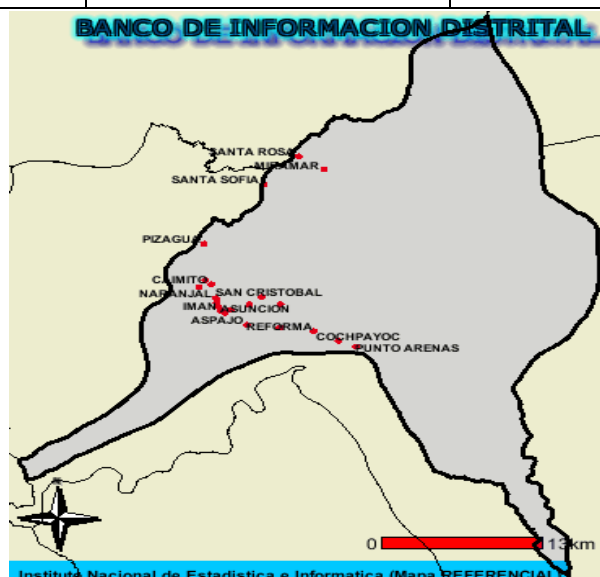 BANCO DE INFORMACION DISTRITAL
SANTA ROSA
MIRAMAR
SANTA SOFIA
PIZAGUA
CAIMITO
NARANJAL
SAN CRISTOBAL
IMAN
ASUNCION
ASPAJO
REFORMA
COCHPAYOC
PUNTO ARENAS
0
13km
Instituto Nacional de Estadistica e Informatica (Mapa REFERENCIAL)